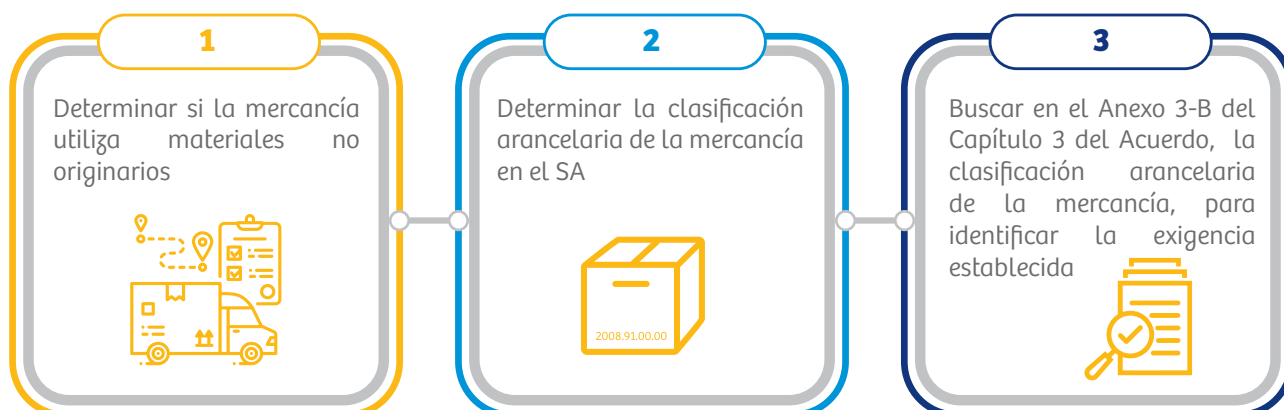 1
Determinar si la mercancía
utiliza materiales no
originarios
2
Determinar la clasificación
arancelaria de la mercancía
en el SA
2008.91.00.00
3
Buscar en el Anexo 3-B del
Capítulo 3 del Acuerdo, la
clasificación arancelaria
de la mercancía, para
identificar la exigencia
establecida